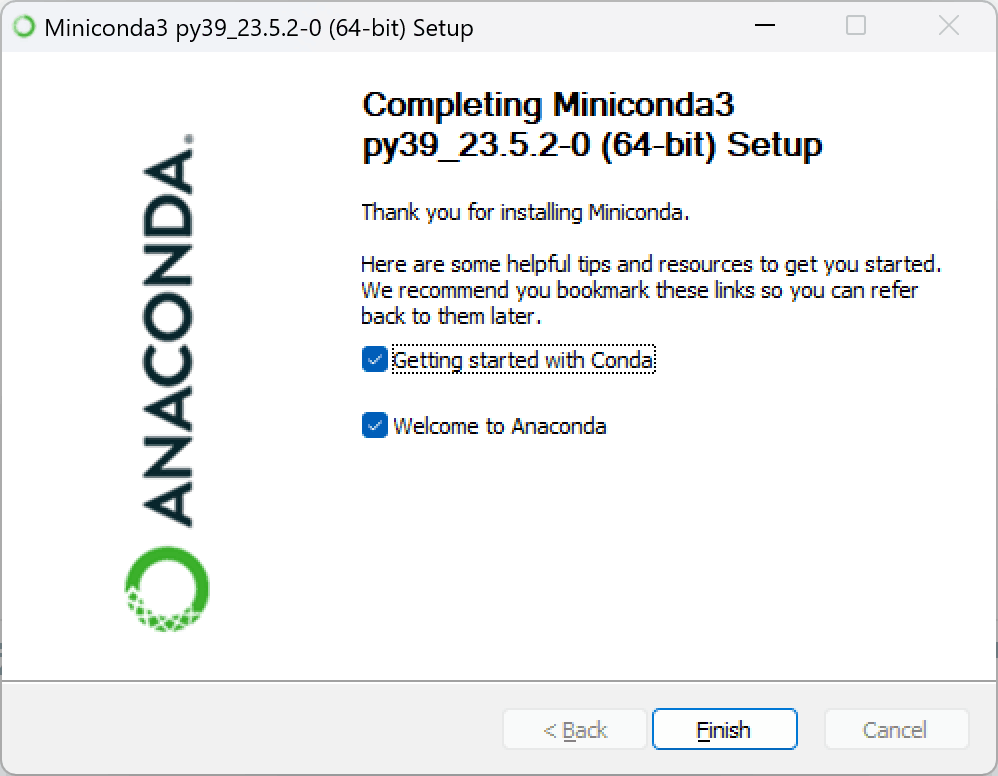 Miniconda3 py39_23.5.2-0 (64-bit) Setup
ANACONDA.
Completing Miniconda3
py39_23.5.2-0 (64-bit) Setup
Thank you for installing Miniconda.
Here are some helpful tips and resources to get you started.
We recommend you bookmark these links so you can refer
back to them later.
Getting started with Conda
Welcome to Anaconda
< Back
Finish
Cancel